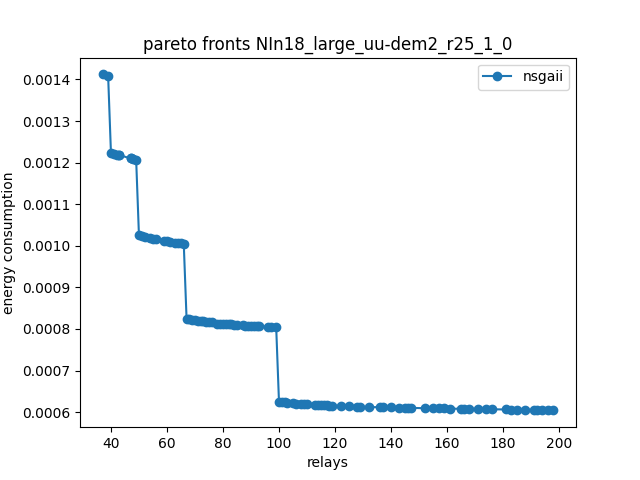 pareto fronts NIn18_large_uu-dem2_r25_1_0
nsgaii
energy consumption
0.0014
0.0013
0.0012
0.0011
0.0010
0.0009
0.0008
0.0007
0.0006
40 60 80 100 120 140 160 180 200
relays